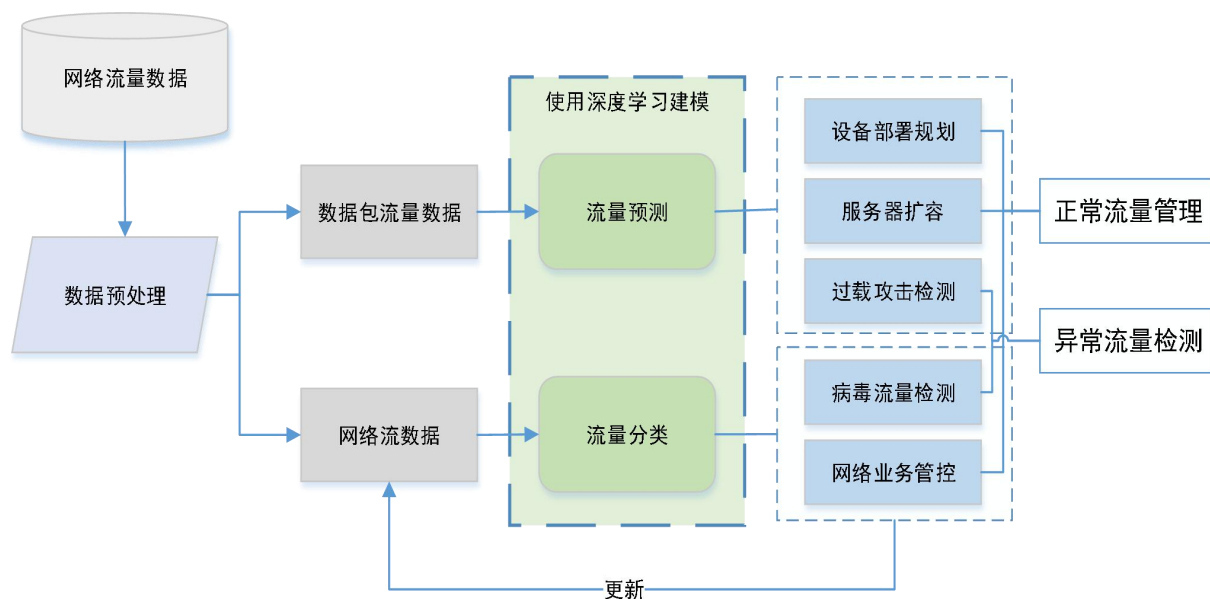 网络流量数据
使用深度学习建模
设备部署规划
数据包流量数据
流量预测
服务器扩容
正常流量管理
数据预处理
过载攻击检测
异常流量检测
病毒流量检测
网络流数据
流量分类
网络业务管控
更新